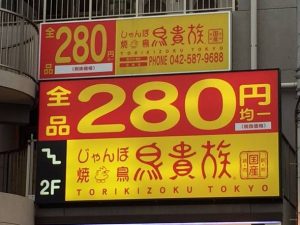 全品
280円
(税抜価格)
じゃんぼ
焼鳥
鳥貴族
国産
PHONE 042-587-9688
全品
280円
均一
(税抜価格)
じゃんぼ
焼鳥
鳥貴族
国産
TORIKIZOKU TOKYO
2F